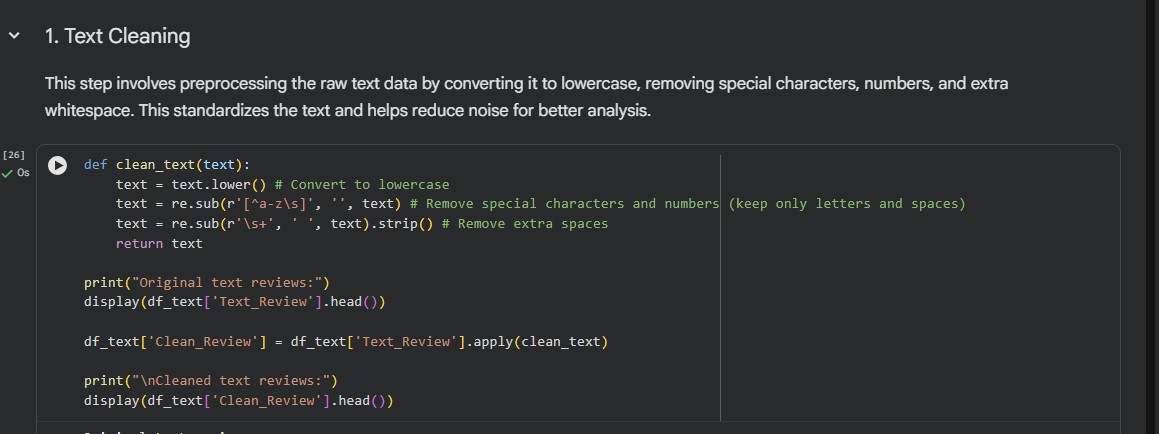 1. Text Cleaning
This step involves preprocessing the raw text data by converting it to lowercase, removing special characters, numbers, and extra
whitespace. This standardizes the text and helps reduce noise for better analysis.
[26]
0s
def clean_text(text):
    text = text.lower() # Convert to lowercase
    text = re.sub(r'[^a-z\s]', '', text) # Remove special characters and numbers (keep only letters and spaces)
    text = re.sub(r'\s+', ' ', text).strip() # Remove extra spaces
    return text
print("Original text reviews:")
display(df_text['Text_Review'].head())
df_text['Clean_Review'] = df_text['Text_Review'].apply(clean_text)
print("\nCleaned text reviews:")
display(df_text['Clean_Review'].head())